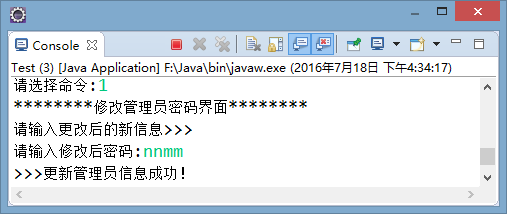 Console
Test (3) [Java Application] F:\Java\bin\javaw.exe (2016年7月18日 下午4:34:17)
请选择命令:1
********修改管理员密码界面********
请输入更改后的新信息>>>
请输入修改后密码:nnmm
>>>更新管理员信息成功!